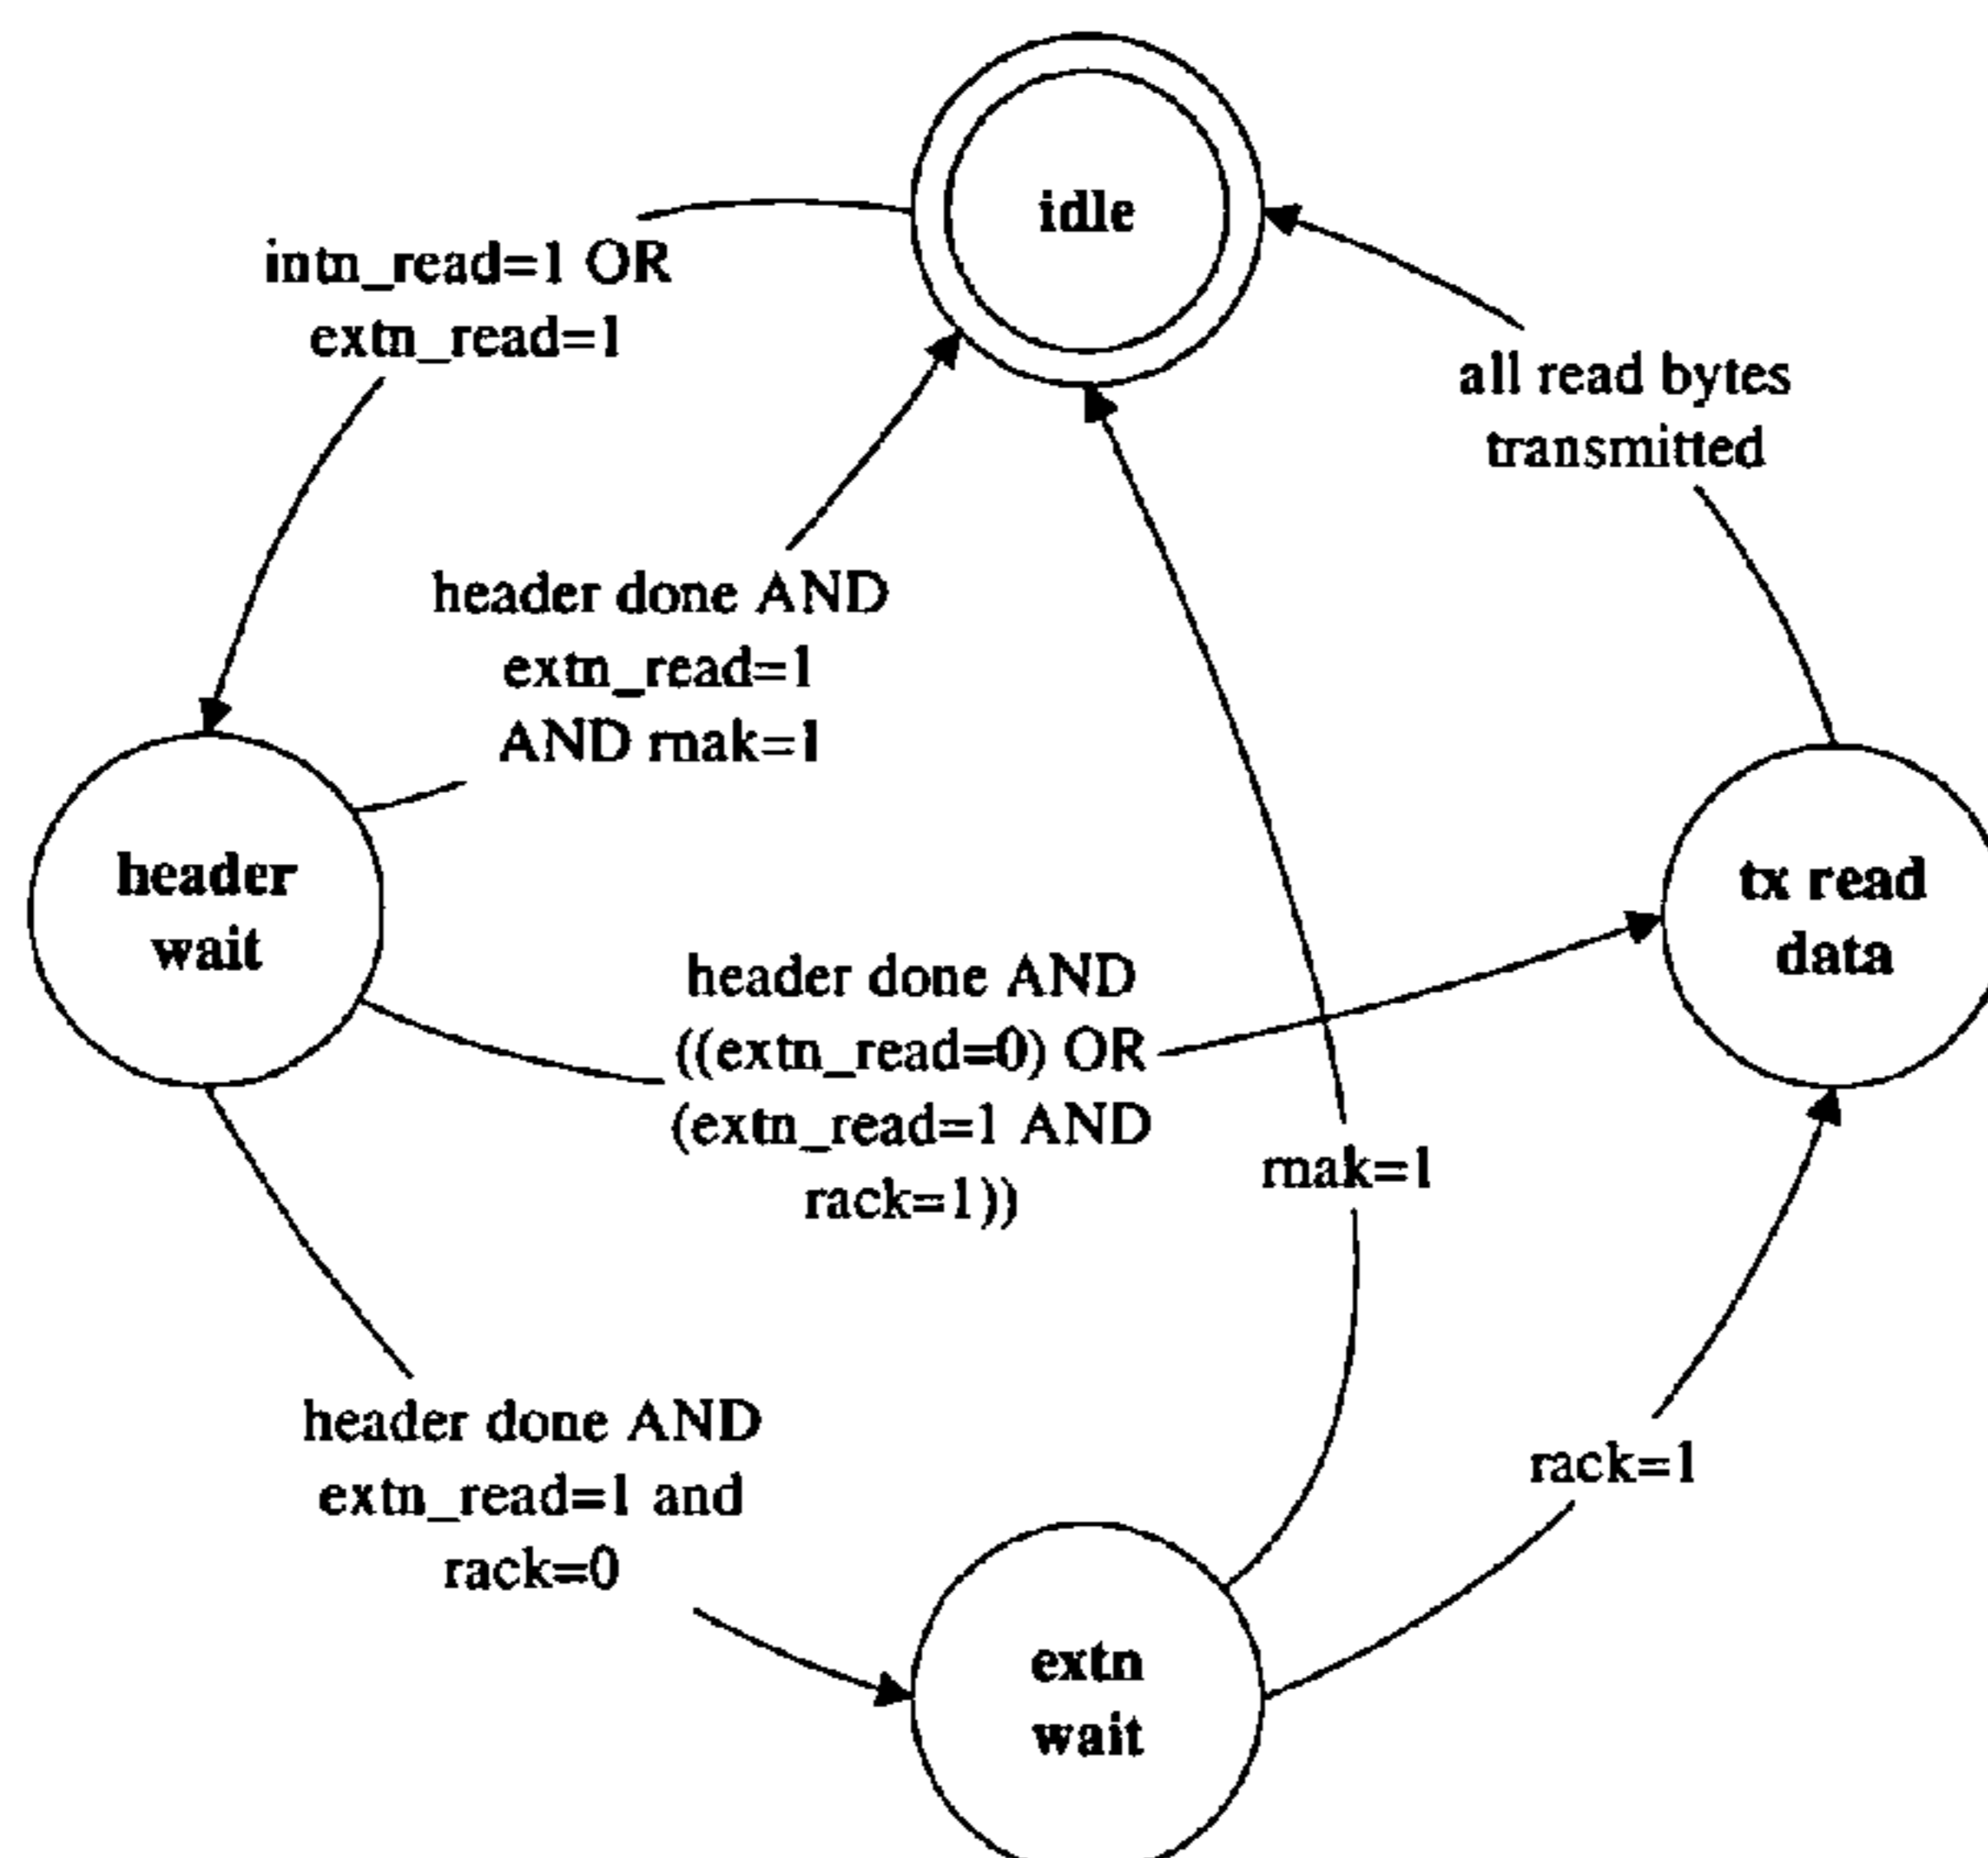 idle
intn_read=1 OR
extn_read=1
all read bytes
transmitted
header done AND
extn_read=1
AND rnak=1
header
wait
tx read
data
header done AND
((extn_read=0) OR
(extn_read=1 AND
rack=1))
rnak=1
header done AND
extn_read=1 and
rack=0
rack=1
extn
wait